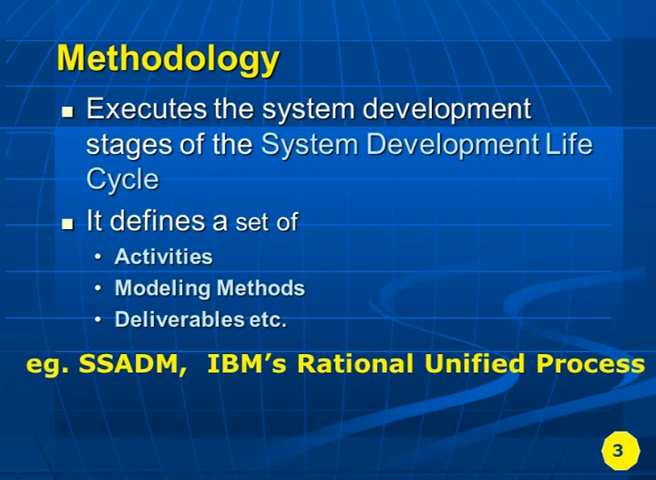 Methodology
Executes the system development
stages of the System Development Life
Cycle
It defines a set of
Activities
Modeling Methods
Deliverables etc.
eg. SSADM, IBM's Rational Unified Process
3